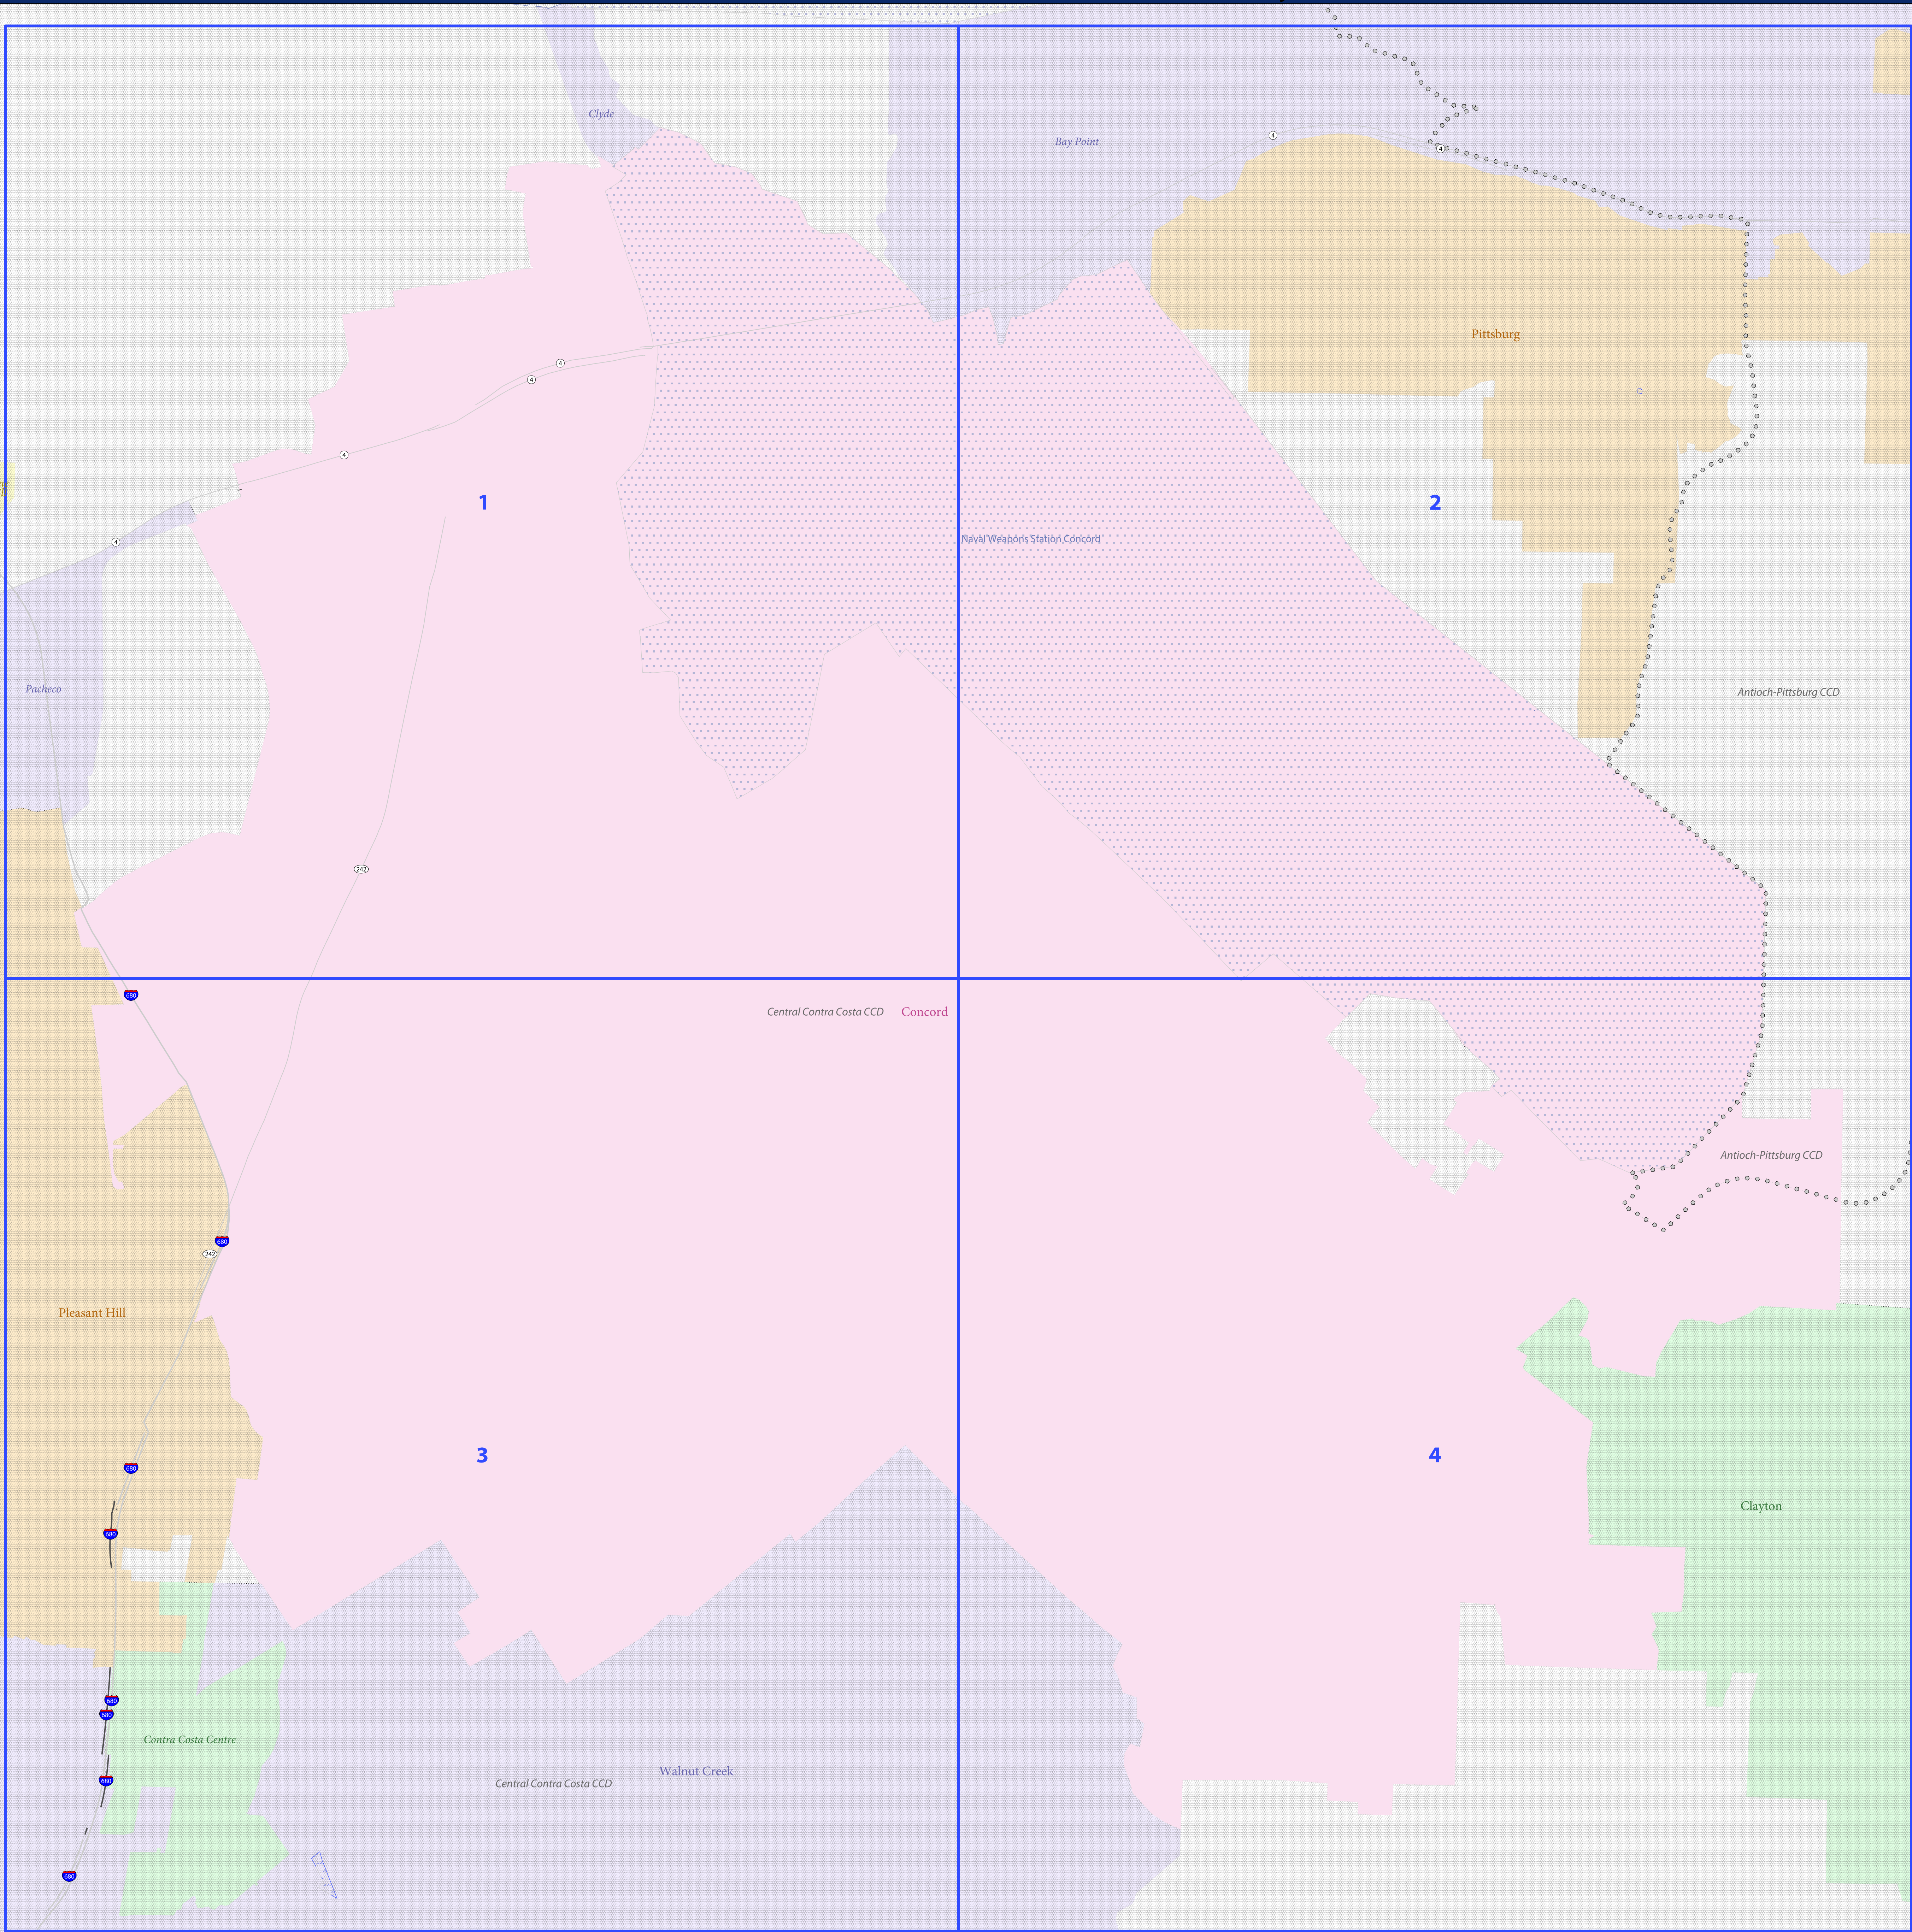 Clyde
Bay Point
4
4
Pittsburg
4
4
4
1
2
Naval Weapons Station Concord
4
Pacheco
Antioch-Pittsburg CCD
242
680
Central Contra Costa CCD
Concord
Antioch-Pittsburg CCD
680
242
Pleasant Hill
3
4
680
Clayton
680
680
680
Contra Costa Centre
Walnut Creek
680
Central Contra Costa CCD
680